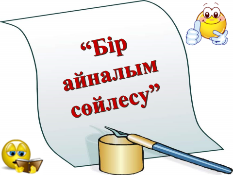 “Бір
айналым
сөйлесу”